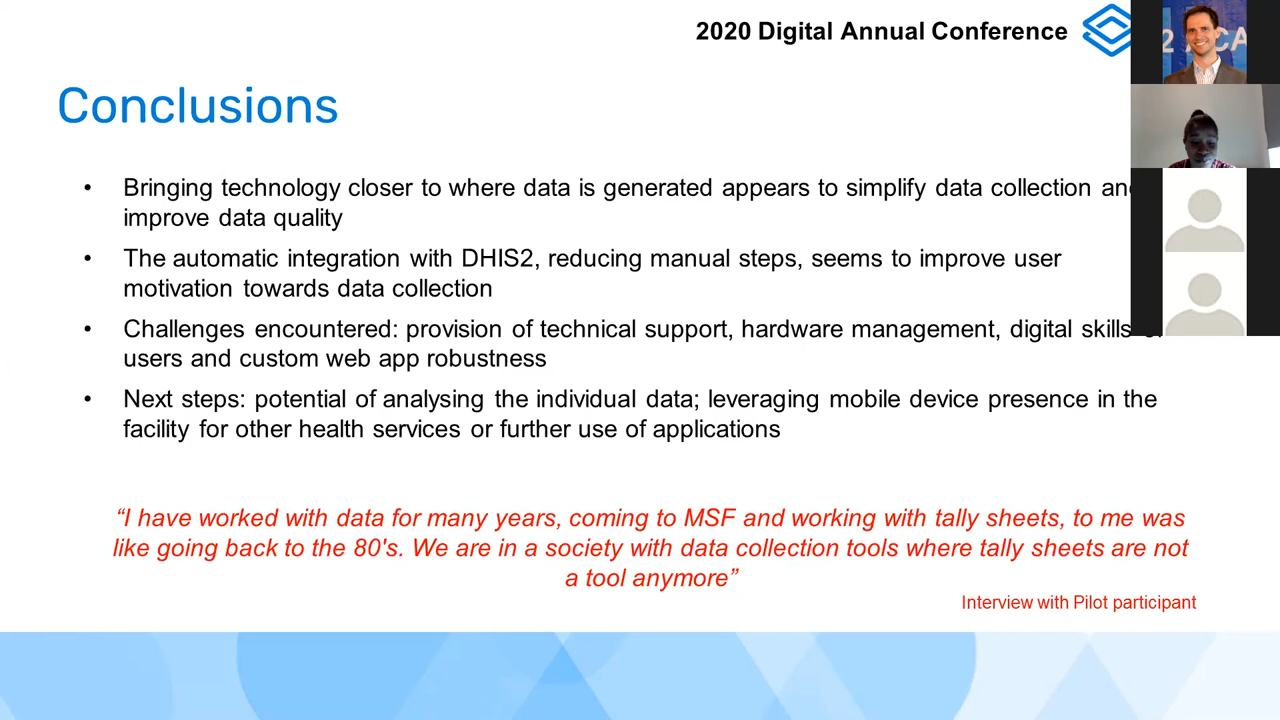 2020 Digital Annual Conference
2 ACA
Conclusions
• Bringing technology closer to where data is generated appears to simplify data collection and
improve data quality
• The automatic integration with DHIS2, reducing manual steps, seems to improve user
motivation towards data collection
• Challenges encountered: provision of technical support, hardware management, digital skills of
users and custom web app robustness
• Next steps: potential of analysing the individual data; leveraging mobile device presence in the
facility for other health services or further use of applications
“I have worked with data for many years, coming to MSF and working with tally sheets, to me was
like going back to the 80's. We are in a society with data collection tools where tally sheets are not
a tool anymore”
Interview with Pilot participant